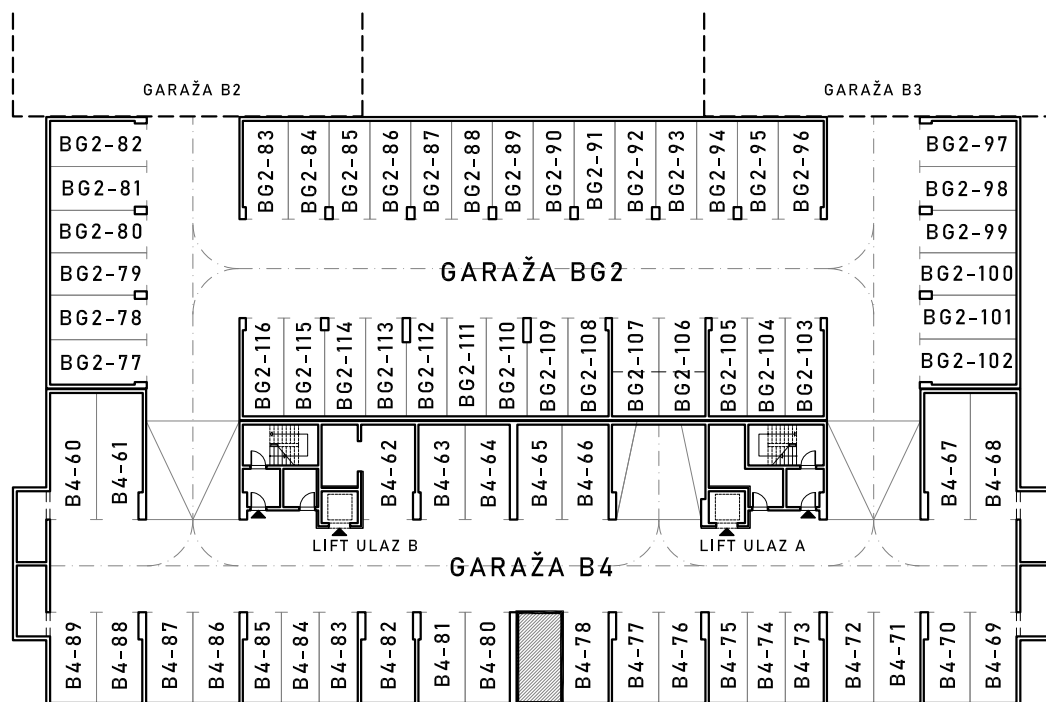 GARAŽA B2
GARAŽA B3
BG2-82
BG2-81
BG2-80
BG2-79
BG2-78
BG2-77
BG2-83
BG2-84
BG2-85
BG2-86
BG2-87
BG2-88
BG2-89
BG2-90
BG2-91
BG2-92
BG2-93
BG2-94
BG2-95
BG2-96
BG2-97
BG2-98
BG2-99
BG2-100
BG2-101
BG2-102
GARAŽA BG2
BG2-116
BG2-115
BG2-114
BG2-113
BG2-112
BG2-111
BG2-110
BG2-109
BG2-108
BG2-107
BG2-106
BG2-105
BG2-104
BG2-103
B4-60
B4-61
B4-62
B4-63
B4-64
B4-65
B4-66
B4-67
B4-68
LIFT ULAZ B
LIFT ULAZ A
GARAŽA B4
B4-89
B4-88
B4-87
B4-86
B4-85
B4-84
B4-83
B4-82
B4-81
B4-80
B4-78
B4-77
B4-76
B4-75
B4-74
B4-73
B4-72
B4-71
B4-70
B4-69